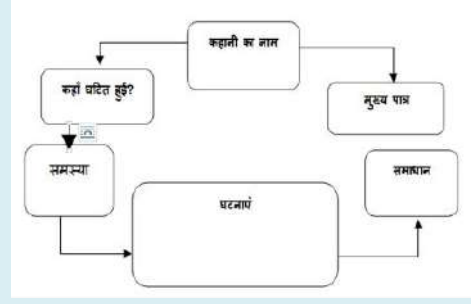 कहानी का नाम
कहाँ घटित हुई?
मुख्य पात्र
समस्या
घटनाएं
समाधान